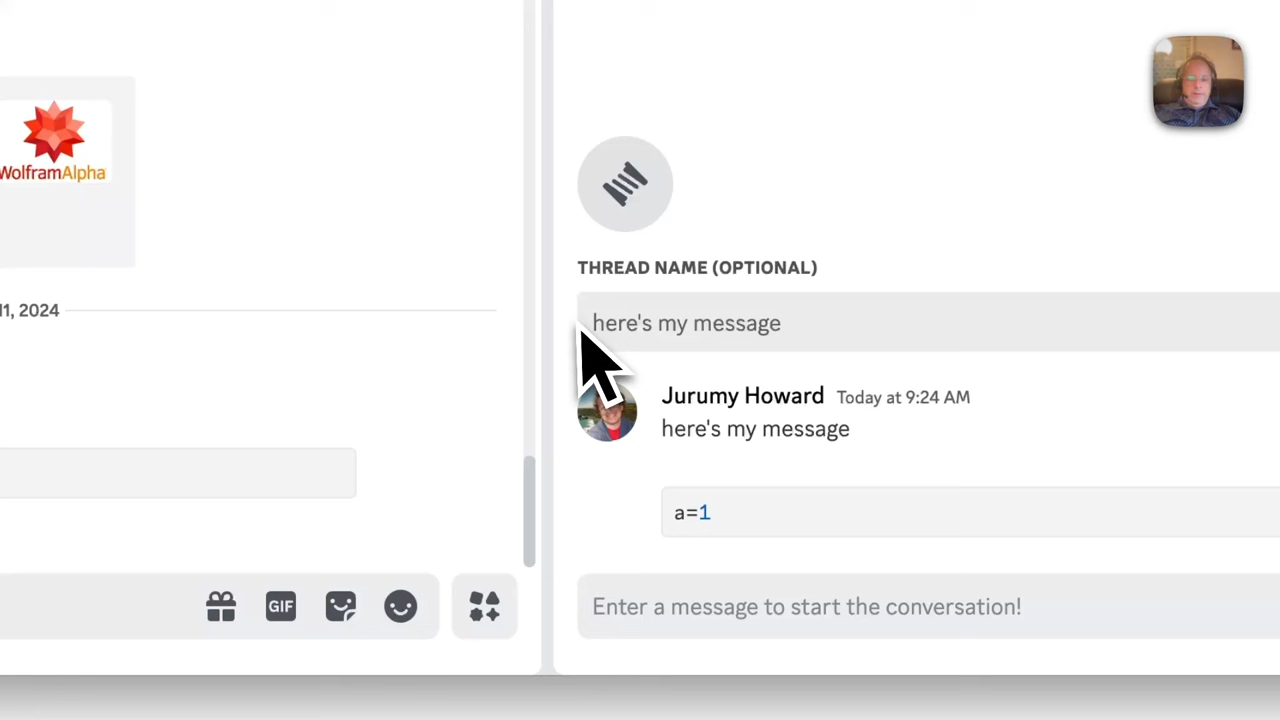 WolframAlpha
11, 2024
GIF
THREAD NAME (OPTIONAL)
here's my message
Jurumy Howard Today at 9:24 AM
here's my message
a=1
Enter a message to start the conversation!